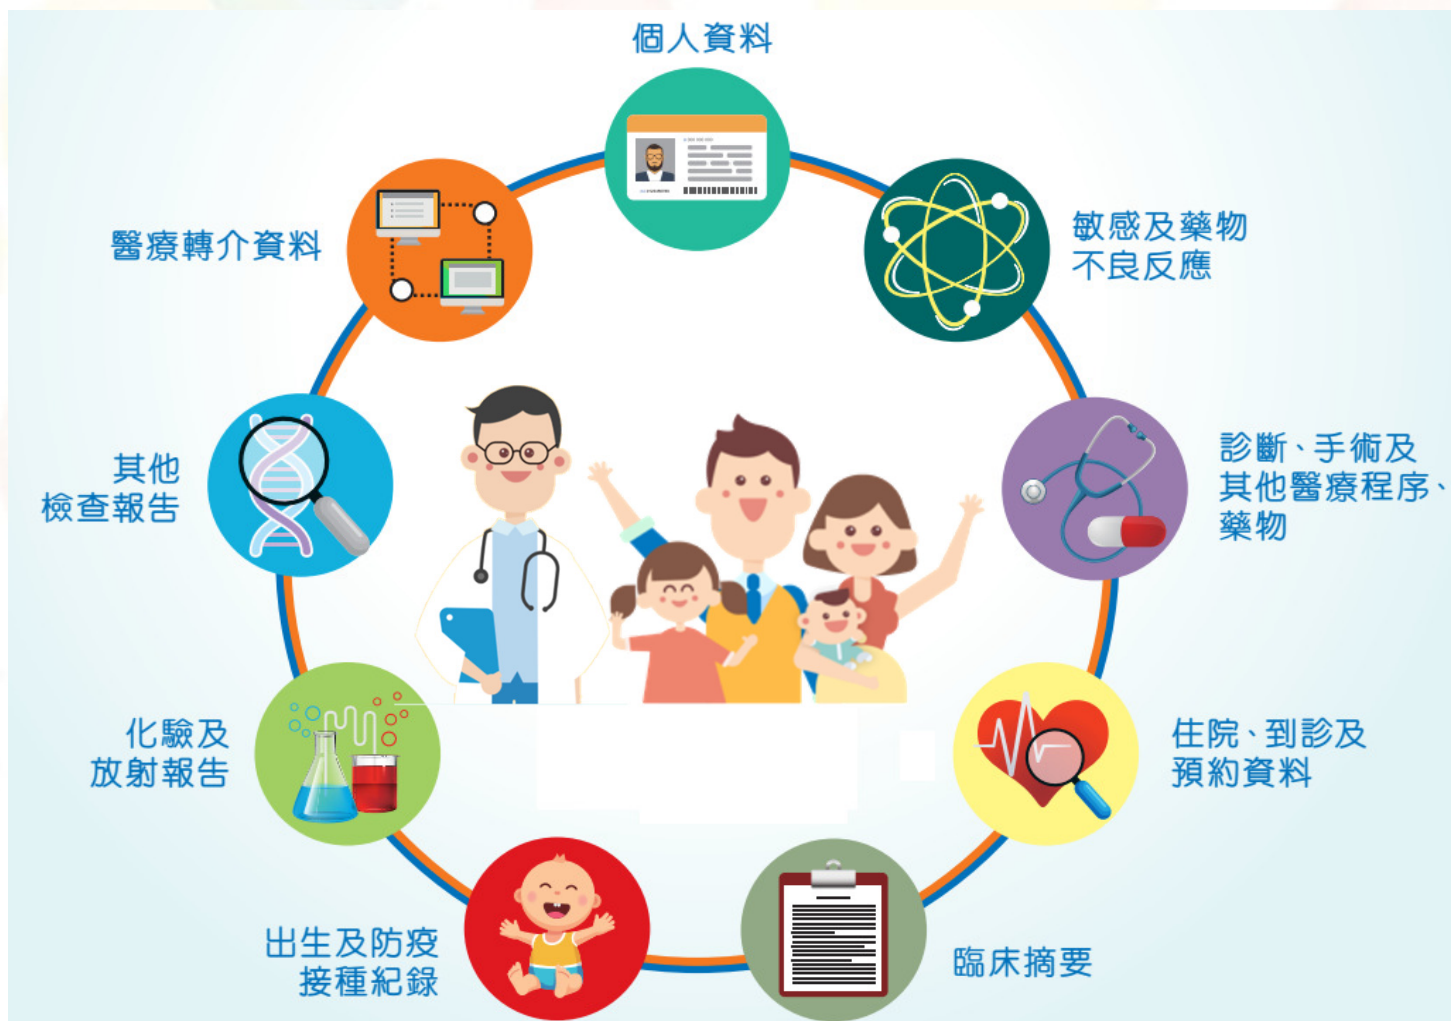 個人資料
敏感及藥物
不良反應
診斷、手術及
其他醫療程序、
藥物
住院、到診及
預約資料
臨床摘要
出生及防疫
接種紀錄
化驗及
放射報告
其他
檢查報告
醫療轉介資料